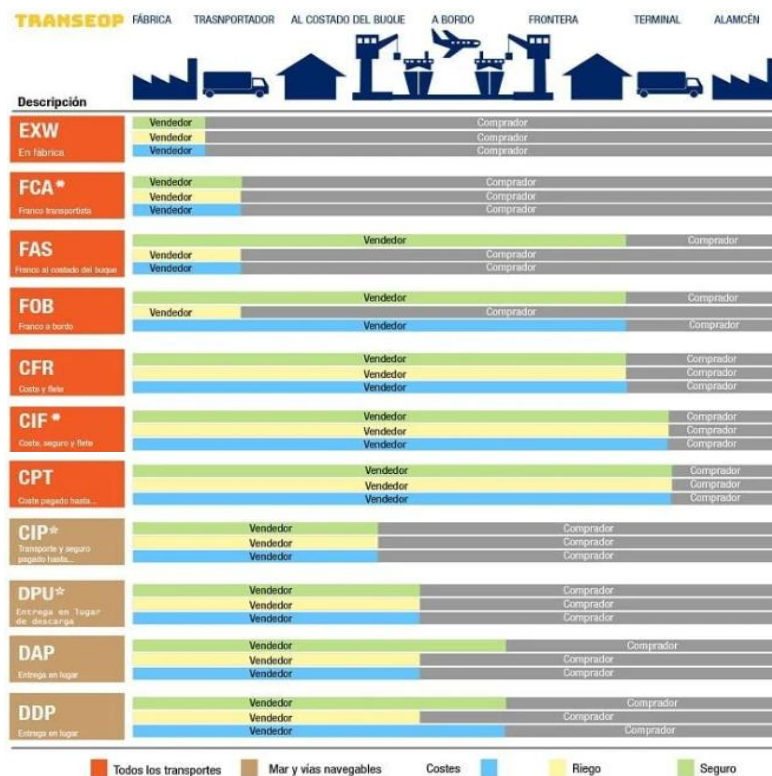 TRANSEOP
FÁBRICA TRASNPORTADOR AL COSTADO DEL BUQUE A BORDO FRONTERA TERMINAL ALAMCÉN
Descripción
EXW
En fábrica
Vendedor Comprador
Vendedor Comprador
Vendedor Comprador
FCA*
Franco transportista
Vendedor Comprador
Vendedor Comprador
Vendedor Comprador
FAS
Franco al costado del buque
Vendedor Comprador
Vendedor Comprador
Vendedor Comprador
FOB
Franco a bordo
Vendedor Comprador
Vendedor Comprador
Vendedor Comprador
CFR
Coste y flete
Vendedor Comprador
Vendedor Comprador
Vendedor Comprador
CIF *
Coste, seguro y flete
Vendedor Comprador
Vendedor Comprador
Vendedor Comprador
CPT
Coste pagado hasta...
Vendedor Comprador
Vendedor Comprador
Vendedor Comprador
CIP*
Transporte y seguro
pagado hasta...
Vendedor Comprador
Vendedor Comprador
Vendedor Comprador
DPU*
Entrega en lugar
de descarga
Vendedor Comprador
Vendedor Comprador
Vendedor Comprador
DAP
Entrega en lugar
Vendedor Comprador
Vendedor Comprador
Vendedor Comprador
DDP
Entrega en lugar
Vendedor Comprador
Vendedor Comprador
Vendedor Comprador
Todos los transportes Mar y vías navegables Costes Riego Seguro